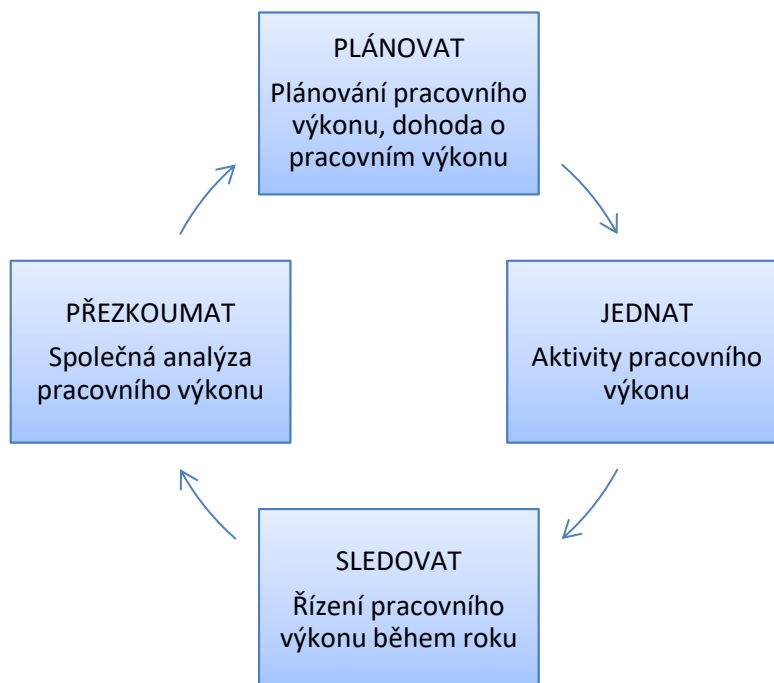 PLÁNOVAT
Plánování pracovního
výkonu, dohoda o
pracovním výkonu
PŘEZKOUMAT
Společná analýza
pracovního výkonu
JEDNAT
Aktivity pracovního
výkonu
SLEDOVAT
Řízení pracovního
výkonu během roku